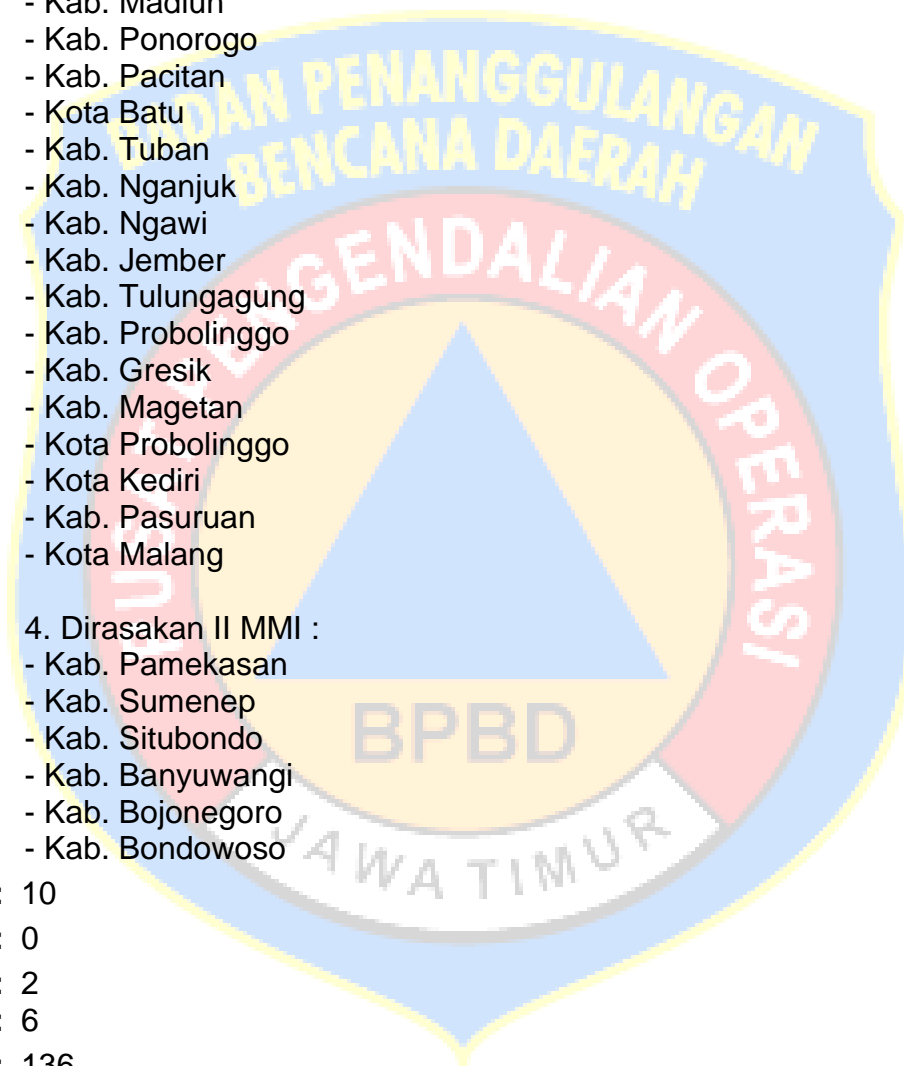 - Kab. Madiun
- Kab. Ponorogo
- Kab. Pacitan
- Kota Batu
- Kab. Tuban
- Kab. Nganjuk
- Kab. Ngawi
- Kab. Jember
- Kab. Tulungagung
- Kab. Probolinggo
- Kab. Gresik
- Kab. Magetan
- Kota Probolinggo
- Kota Kediri
- Kab. Pasuruan
- Kota Malang
4. Dirasakan II MMI :
- Kab. Pamekasan
- Kab. Sumenep
- Kab. Situbondo
- Kab. Banyuwangi
- Kab. Bojonegoro
- Kab. Bondowoso
: 10
: 0
: 2
: 6
: 136
BADAN PENANGGULANGAN
BENCANA DAERAH
PUSAT PENGENDALIAN OPERASI
BPBD
JAWA TIMUR